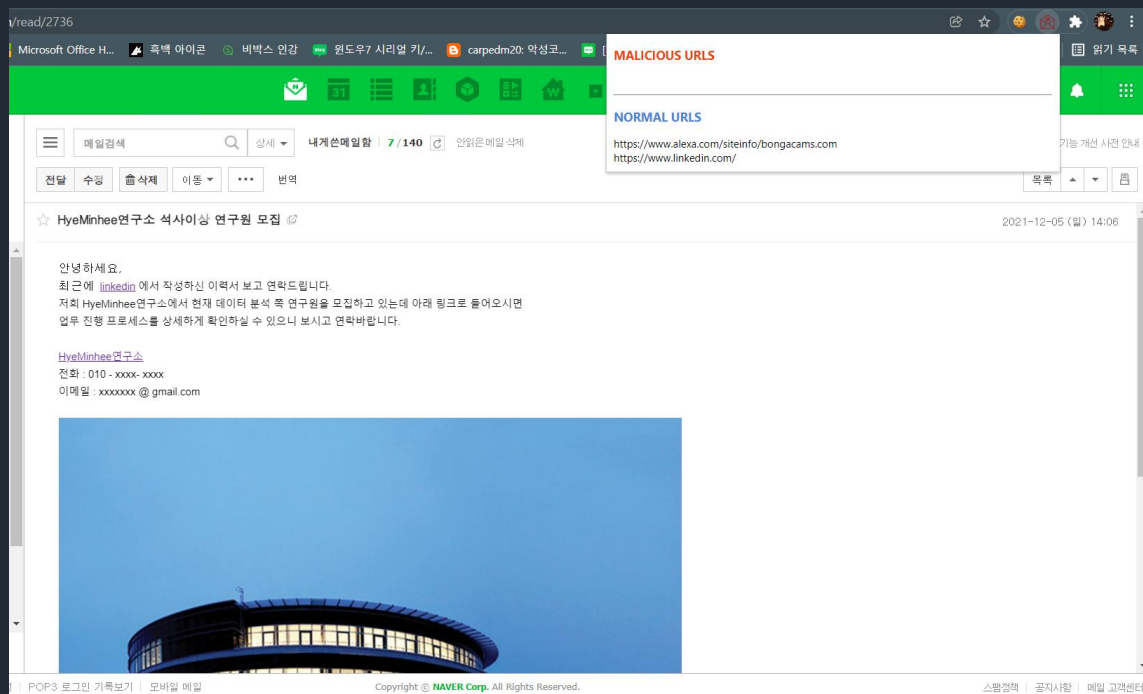 /read/2736
Microsoft Office H...
흑백 아이콘
비박스 인강
윈도우7 시리얼 키/...
carpedm20: 악성코...
읽기 목록
MALICIOUS URLS
NORMAL URLS
https://www.alexa.com/siteinfo/bongacams.com
https://www.linkedin.com/
31
메일검색
상세
내게쓴메일함
7/140
안읽은메일삭제
기능 개선 사전 안내
전달
수정
삭제
이동
번역
목록
HyeMinhee연구소 석사이상 연구원 모집
2021-12-05 (일) 14:06
안녕하세요,
최근에 linkedin 에서 작성하신 이력서 보고 연락드립니다.
저희 HyeMinhee연구소에서 현재 데이터 분석 쪽 연구원을 모집하고 있는데 아래 링크로 들어오시면
업무 진행 프로세스를 상세하게 확인하실 수 있으니 보시고 연락바랍니다.
HyeMinhee연구소
전화 : 010 - xxxx- xxxx
이메일 : xxxxxxx @ gmail.com
POP3 로그인 기록보기
모바일 메일
Copyright © NAVER Corp. All Rights Reserved.
스팸정책
공지사항
메일 고객센터